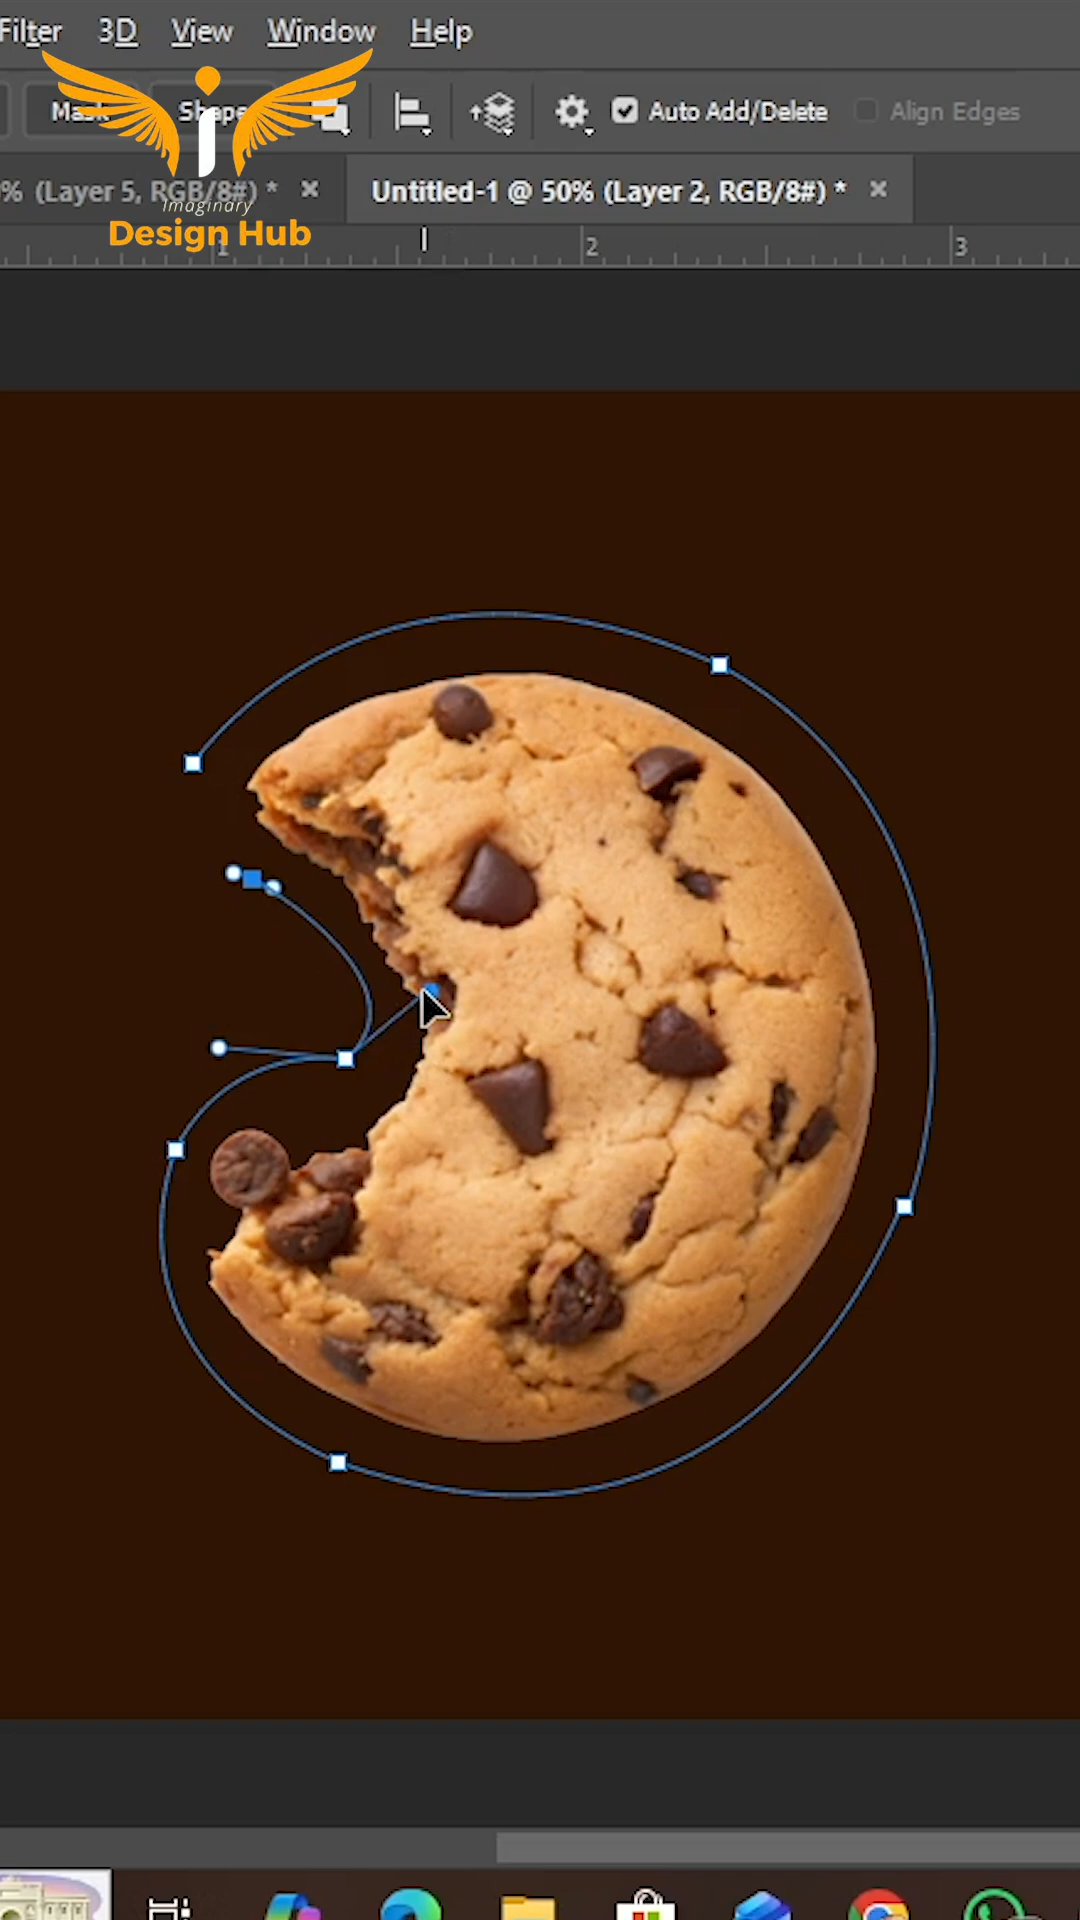 Filter 3D View Window Help
Mask Shape Auto Add/Delete Align Edges
% (Layer 5, RGB/8#) * × Untitled-1 @ 50% (Layer 2, RGB/8#) * ×
imaginary
Design Hub
1 2 3